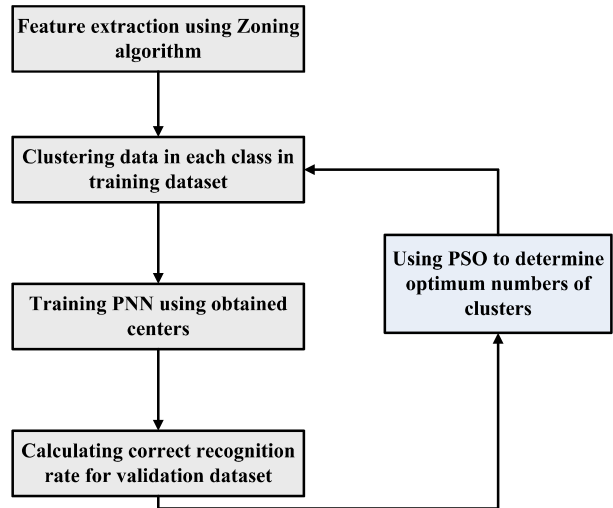 Feature extraction using Zoning
algorithm
Clustering data in each class in
training dataset
Using PSO to determine
optimum numbers of
clusters
Training PNN using obtained
centers
Calculating correct recognition
rate for validation dataset